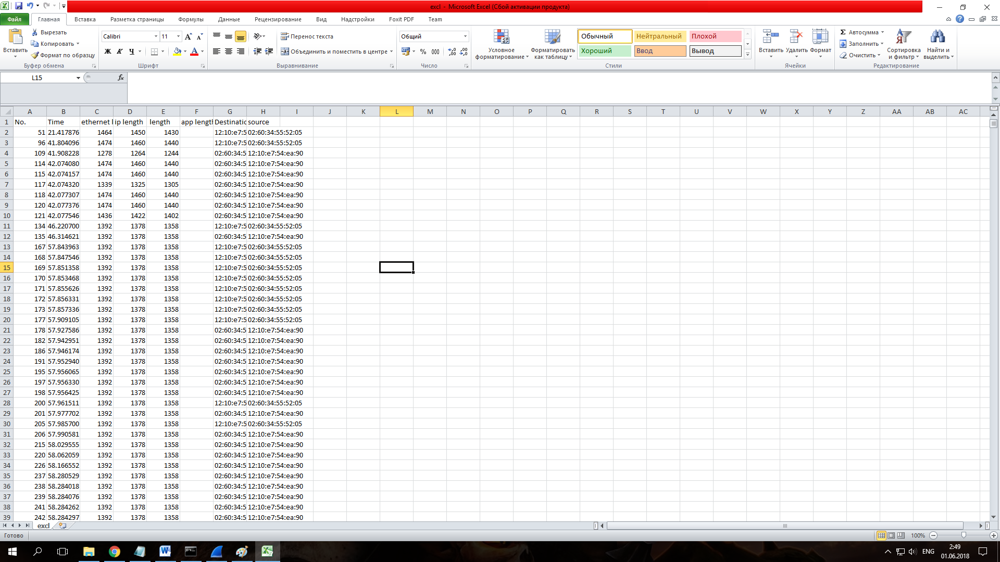 excl - Microsoft Excel (Сбой активации продукта)
Файл Главная Вставка Разметка страницы Формулы Данные Рецензирование Вид Надстройки Foxit PDF Team
Вставить
Вырезать
Копировать
Формат по образцу
Буфер обмена
Calibri 11
Ж К Ч
Шрифт
Перенос текста
Объединить и поместить в центре
Выравнивание
Общий
% 000
Число
Условное форматирование
Форматировать как таблицу
Обычный Нейтральный Плохой
Хороший Ввод Вывод
Стили
Вставить Удалить Формат
Ячейки
Σ Автосумма
Заполнить
Очистить
Сортировка и фильтр
Найти и выделить
Редактирование
L15 fx
A B C D E F G H I J K L M N O P Q R S T U V W X Y Z AA AB AC
1 No. Time ethernet l ip length length app lengtl Destinatic source
2 51 21.417876 1464 1450 1430 12:10:e7:5 02:60:34:55:52:05
3 96 41.804096 1474 1460 1440 12:10:e7:5 02:60:34:55:52:05
4 109 41.908228 1278 1264 1244 02:60:34:5 12:10:e7:54:ea:90
5 114 42.074080 1474 1460 1440 02:60:34:5 12:10:e7:54:ea:90
6 115 42.074157 1474 1460 1440 02:60:34:5 12:10:e7:54:ea:90
7 117 42.074320 1339 1325 1305 02:60:34:5 12:10:e7:54:ea:90
8 118 42.077307 1474 1460 1440 02:60:34:5 12:10:e7:54:ea:90
9 120 42.077376 1474 1460 1440 02:60:34:5 12:10:e7:54:ea:90
10 121 42.077546 1436 1422 1402 02:60:34:5 12:10:e7:54:ea:90
11 134 46.220700 1392 1378 1358 12:10:e7:5 02:60:34:55:52:05
12 135 46.314621 1392 1378 1358 02:60:34:5 12:10:e7:54:ea:90
13 167 57.843963 1392 1378 1358 12:10:e7:5 02:60:34:55:52:05
14 168 57.847546 1392 1378 1358 12:10:e7:5 02:60:34:55:52:05
15 169 57.851358 1392 1378 1358 12:10:e7:5 02:60:34:55:52:05
16 170 57.853468 1392 1378 1358 12:10:e7:5 02:60:34:55:52:05
17 171 57.855626 1392 1378 1358 12:10:e7:5 02:60:34:55:52:05
18 172 57.856331 1392 1378 1358 12:10:e7:5 02:60:34:55:52:05
19 173 57.857336 1392 1378 1358 12:10:e7:5 02:60:34:55:52:05
20 177 57.909105 1392 1378 1358 12:10:e7:5 02:60:34:55:52:05
21 178 57.927586 1392 1378 1358 02:60:34:5 12:10:e7:54:ea:90
22 182 57.942951 1392 1378 1358 02:60:34:5 12:10:e7:54:ea:90
23 186 57.946174 1392 1378 1358 02:60:34:5 12:10:e7:54:ea:90
24 191 57.952940 1392 1378 1358 02:60:34:5 12:10:e7:54:ea:90
25 195 57.956065 1392 1378 1358 02:60:34:5 12:10:e7:54:ea:90
26 197 57.956330 1392 1378 1358 02:60:34:5 12:10:e7:54:ea:90
27 198 57.956425 1392 1378 1358 02:60:34:5 12:10:e7:54:ea:90
28 200 57.961511 1392 1378 1358 12:10:e7:5 02:60:34:55:52:05
29 201 57.977702 1392 1378 1358 02:60:34:5 12:10:e7:54:ea:90
30 205 57.985700 1392 1378 1358 12:10:e7:5 02:60:34:55:52:05
31 206 57.990581 1392 1378 1358 02:60:34:5 12:10:e7:54:ea:90
32 215 58.029555 1392 1378 1358 02:60:34:5 12:10:e7:54:ea:90
33 220 58.062059 1392 1378 1358 02:60:34:5 12:10:e7:54:ea:90
34 226 58.166552 1392 1378 1358 02:60:34:5 12:10:e7:54:ea:90
35 237 58.280529 1392 1378 1358 02:60:34:5 12:10:e7:54:ea:90
36 238 58.284018 1392 1378 1358 02:60:34:5 12:10:e7:54:ea:90
37 239 58.284076 1392 1378 1358 02:60:34:5 12:10:e7:54:ea:90
38 241 58.284262 1392 1378 1358 02:60:34:5 12:10:e7:54:ea:90
39 242 58.284297 1392 1378 1358 02:60:34:5 12:10:e7:54:ea:90
excl
Готово 100%
ENG 2:49
01.06.2018